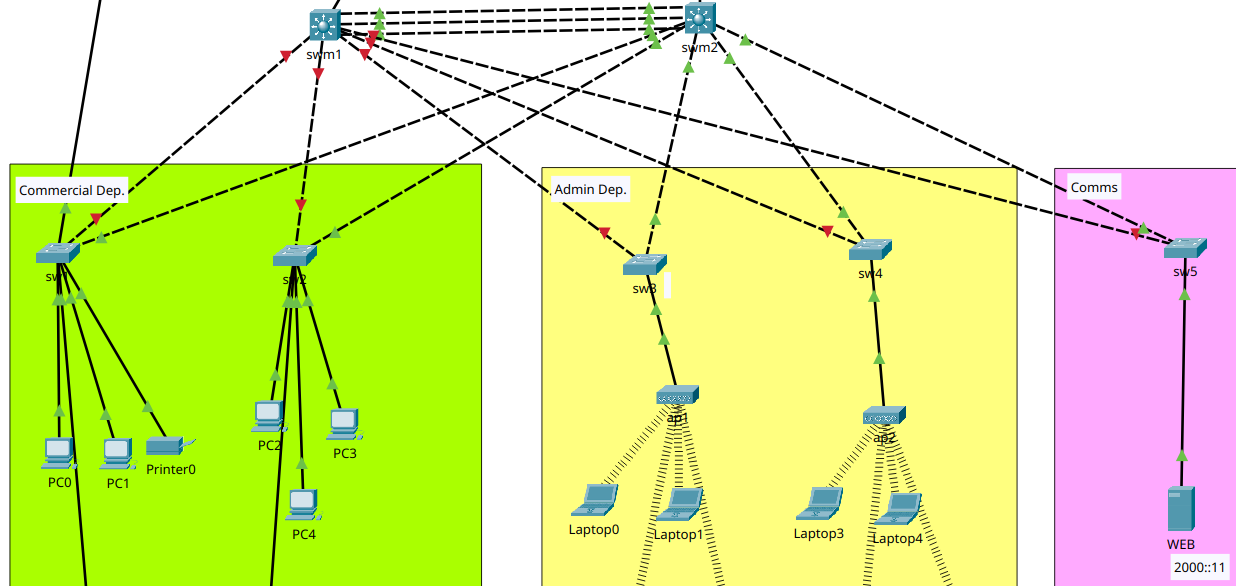 swm1
swm2
Commercial Dep.
Admin Dep.
Comms
sw1
sw2
sw3
sw4
sw5
ap1
ap2
PC0
PC1
Printer0
PC2
PC3
PC4
Laptop0
Laptop1
Laptop3
Laptop4
WEB
2000::11